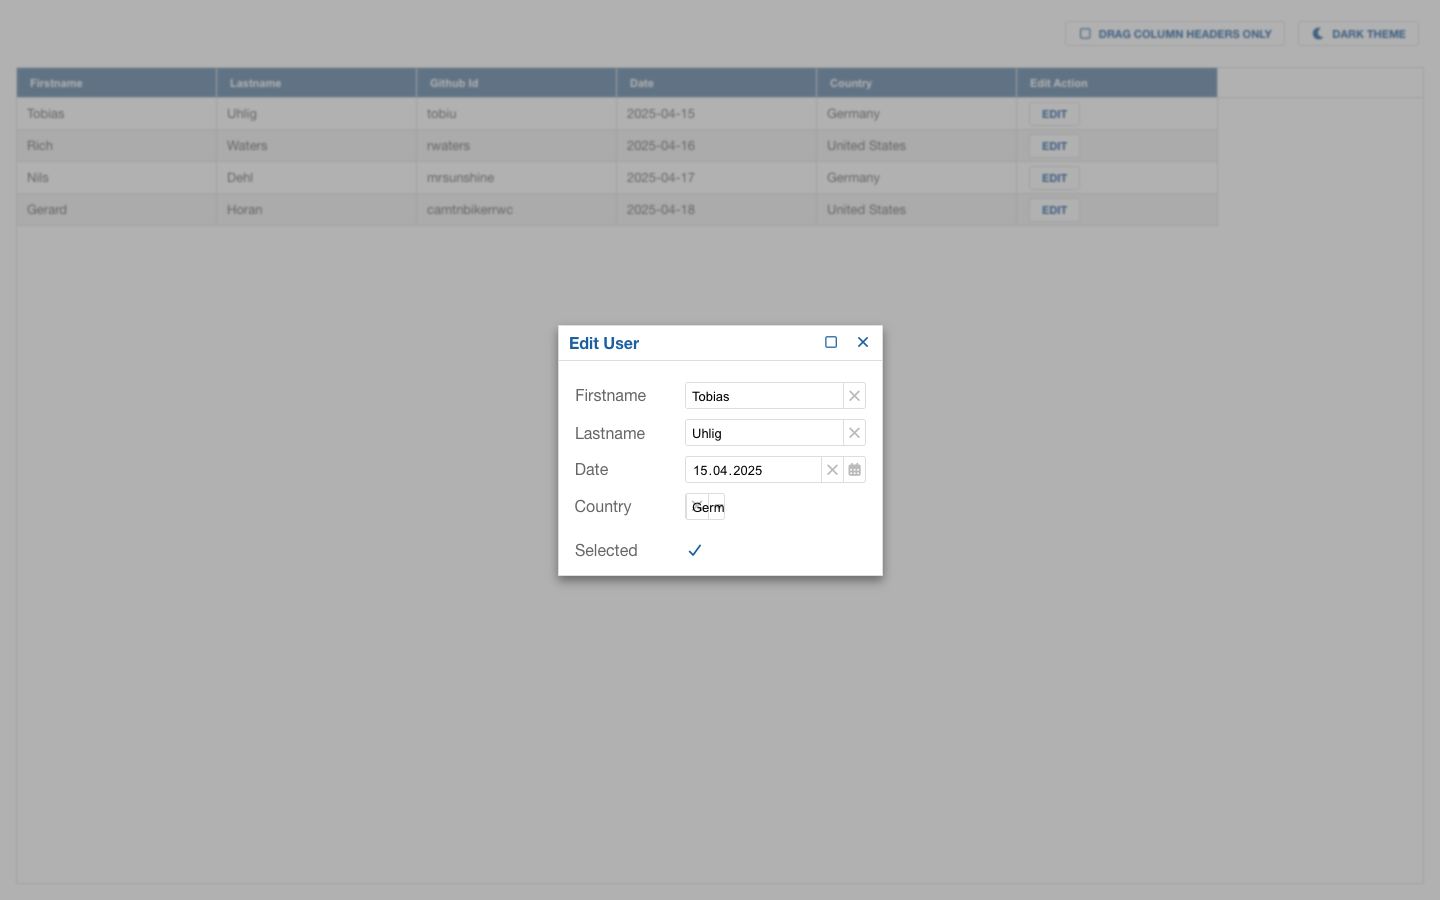 DRAG COLUMN HEADERS ONLY DARK THEME
Firstname Lastname Github Id Date Country Edit Action
Tobias Uhlig tobiu 2025-04-15 Germany EDIT
Rich Waters rwaters 2025-04-16 United States EDIT
Nils Dehl mrsunshine 2025-04-17 Germany EDIT
Gerard Horan camtnbikerrwc 2025-04-18 United States EDIT
Edit User
Firstname Tobias
Lastname Uhlig
Date 15.04.2025
Country Germ
Selected